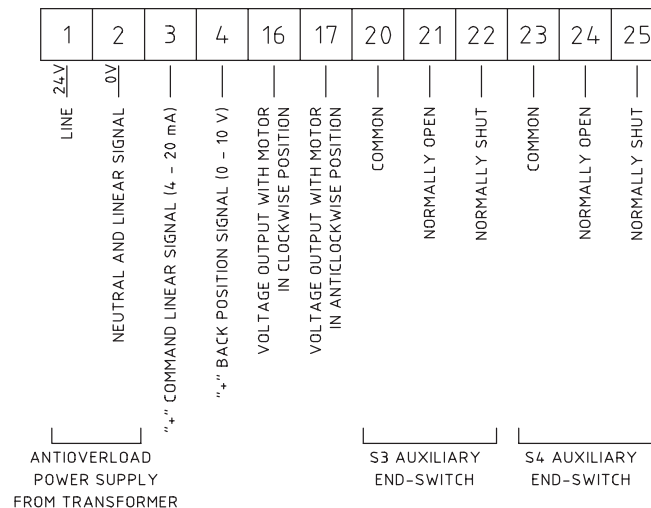 1 2 3 4 16 17 20 21 22 23 24 25
24V
LINE
0V
NEUTRAL AND LINEAR SIGNAL
"+" COMMAND LINEAR SIGNAL (4 - 20 mA)
"+" BACK POSITION SIGNAL (0 - 10 V)
VOLTAGE OUTPUT WITH MOTOR
IN CLOCKWISE POSITION
VOLTAGE OUTPUT WITH MOTOR
IN ANTICLOCKWISE POSITION
COMMON
NORMALLY OPEN
NORMALLY SHUT
COMMON
NORMALLY OPEN
NORMALLY SHUT
ANTIOVERLOAD
POWER SUPPLY
FROM TRANSFORMER
S3 AUXILIARY
END-SWITCH
S4 AUXILIARY
END-SWITCH